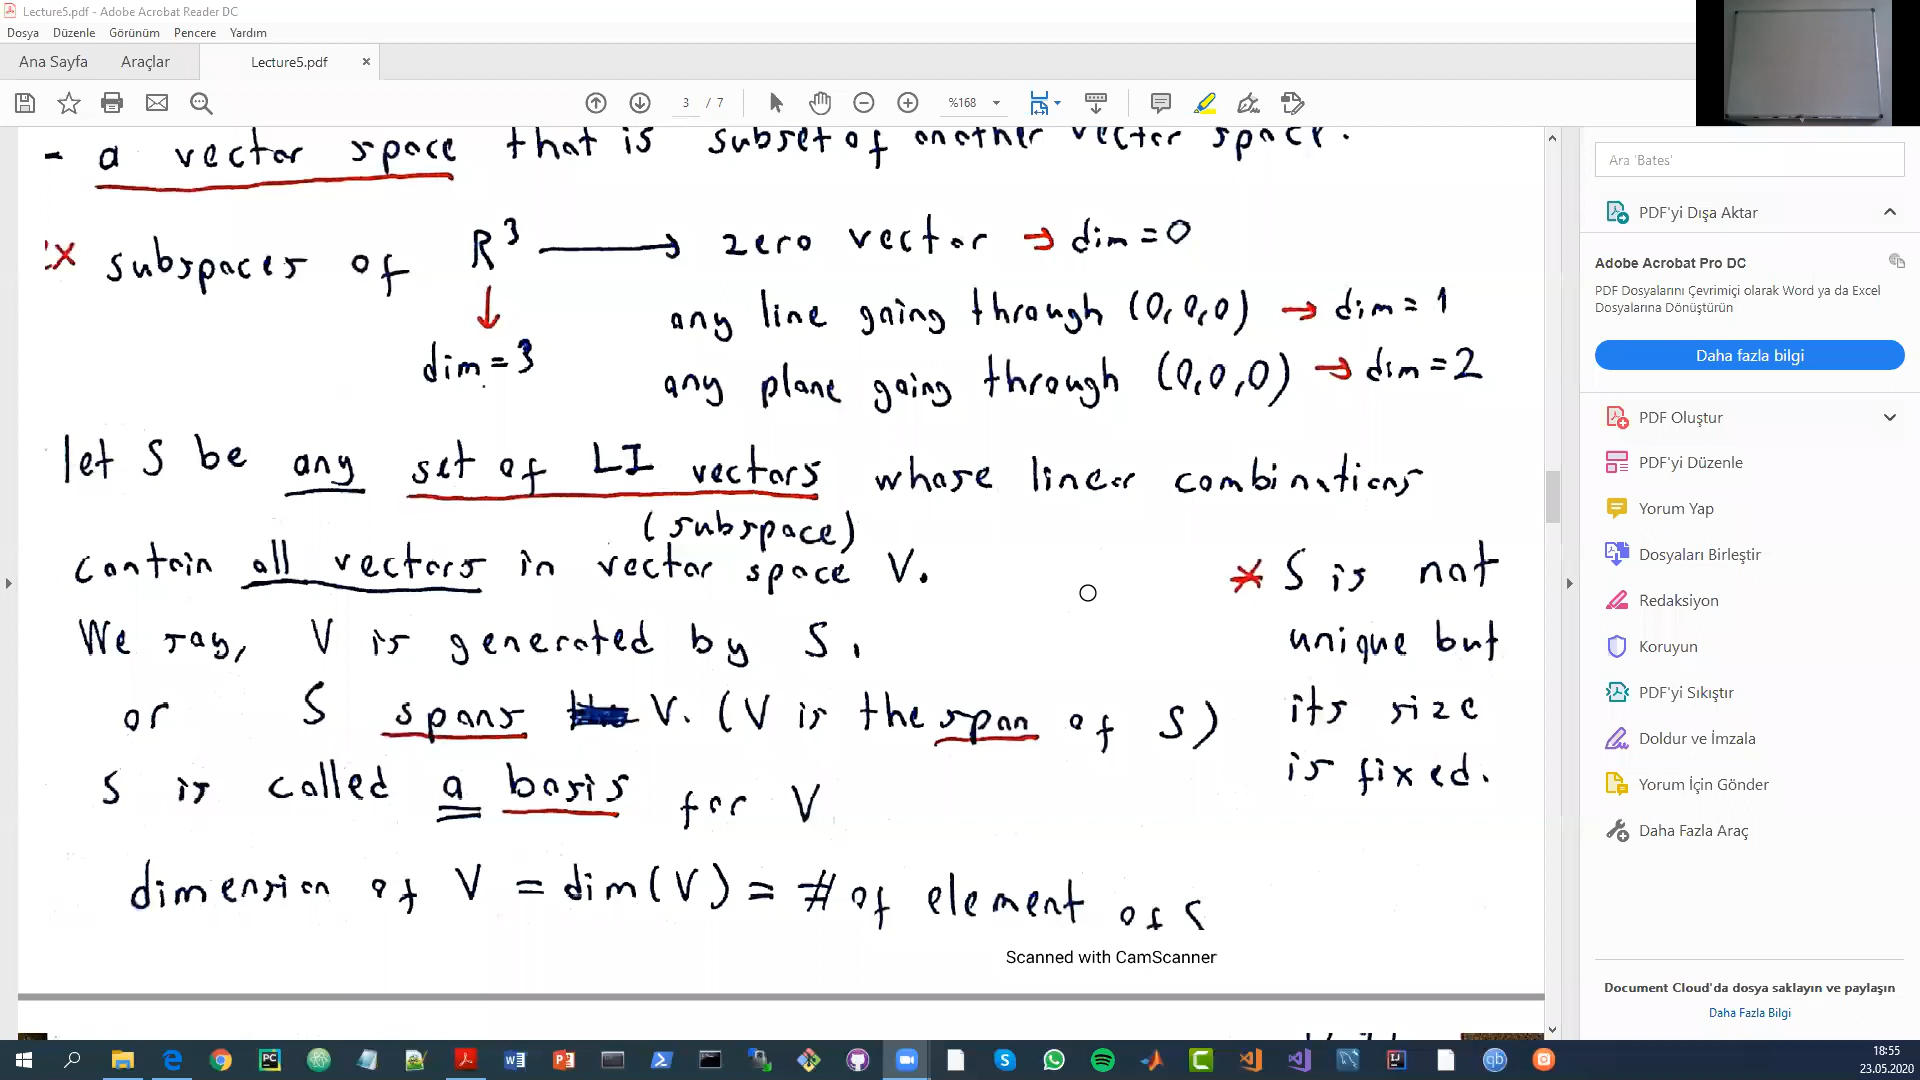 Lecture5.pdf - Adobe Acrobat Reader DC
Dosya Düzenle Görünüm Pencere Yardım
Ana Sayfa Araçlar Lecture5.pdf ×
3 / 7 %168
- a vector space that is subset of another vector space.
subspaces of R³ → zero vector → dim = 0
↓ any line going through (0,0,0) → dim = 1
dim = 3 any plane going through (0,0,0) → dim = 2
let S be any set of LI vectors whose linear combinations
(subspace)
contain all vectors in vector space V.
We say, V is generated by S.
or S spans V. (V is the span of S)
S is called a basis for V
* S is not
unique but
its size
is fixed.
dimension of V = dim(V) = # of element of S
Scanned with CamScanner
Ara 'Bates'
PDF'yi Dışa Aktar
Adobe Acrobat Pro DC
PDF Dosyalarını Çevrimiçi olarak Word ya da Excel
Dosyalarına Dönüştürün
Daha fazla bilgi
PDF Oluştur
PDF'yi Düzenle
Yorum Yap
Dosyaları Birleştir
Redaksiyon
Koruyun
PDF'yi Sıkıştır
Doldur ve İmzala
Yorum İçin Gönder
Daha Fazla Araç
Document Cloud'da dosya saklayın ve paylaşın
Daha Fazla Bilgi
18:55
23.05.2020